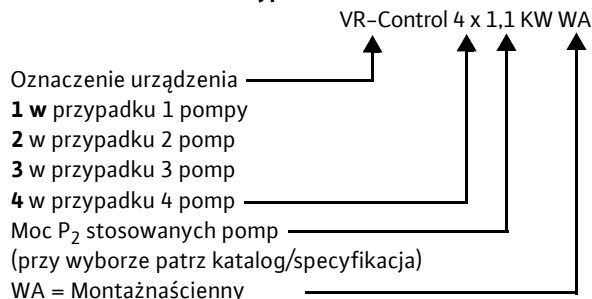 VR-Control 4 x 1,1 KW WA
Oznaczenie urządzenia
1 w przypadku 1 pompy
2 w przypadku 2 pomp
3 w przypadku 3 pomp
4 w przypadku 4 pomp
Moc P₂ stosowanych pomp
(przy wyborze patrz katalog/specyfikacja)
WA = Montażnaścienny